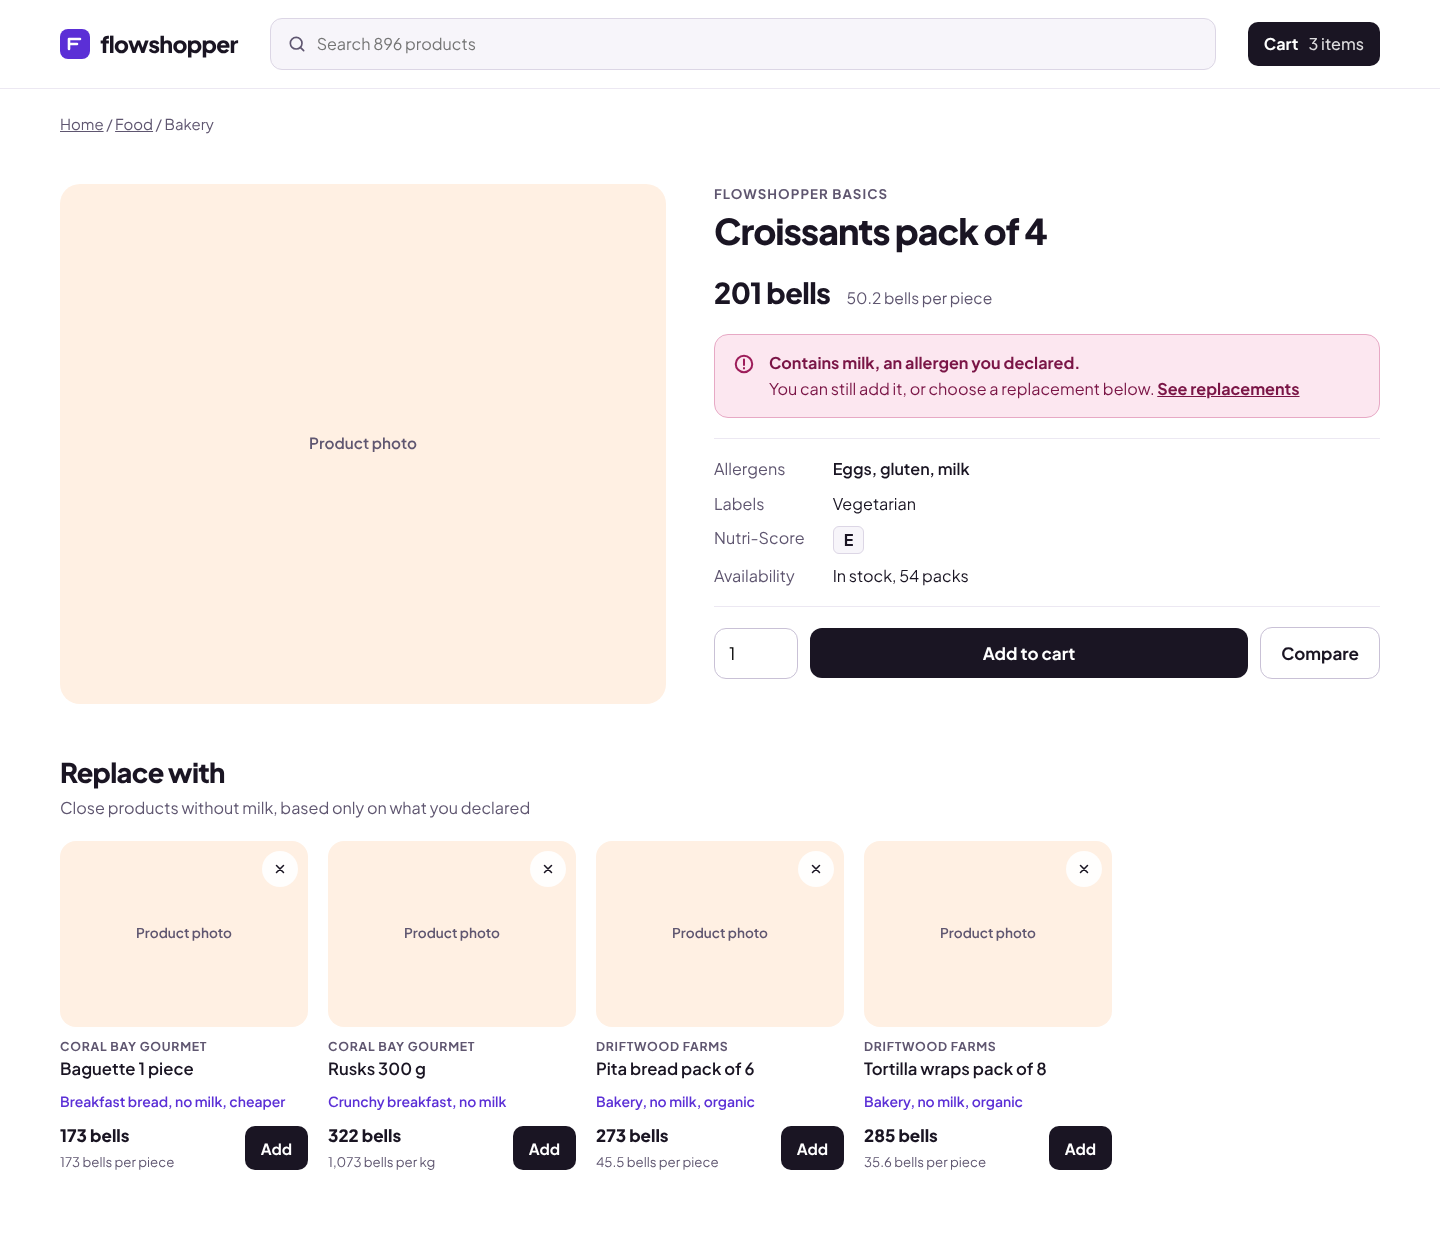 flowshopper
Search 896 products
Cart 3 items
Home / Food / Bakery
Product photo
FLOWSHOPPER BASICS
Croissants pack of 4
201 bells 50.2 bells per piece
Contains milk, an allergen you declared.
You can still add it, or choose a replacement below. See replacements
Allergens Eggs, gluten, milk
Labels Vegetarian
Nutri-Score E
Availability In stock, 54 packs
1 Add to cart Compare
Replace with
Close products without milk, based only on what you declared
Product photo
CORAL BAY GOURMET
Baguette 1 piece
Breakfast bread, no milk, cheaper
173 bells
173 bells per piece
Add
Product photo
CORAL BAY GOURMET
Rusks 300 g
Crunchy breakfast, no milk
322 bells
1,073 bells per kg
Add
Product photo
DRIFTWOOD FARMS
Pita bread pack of 6
Bakery, no milk, organic
273 bells
45.5 bells per piece
Add
Product photo
DRIFTWOOD FARMS
Tortilla wraps pack of 8
Bakery, no milk, organic
285 bells
35.6 bells per piece
Add